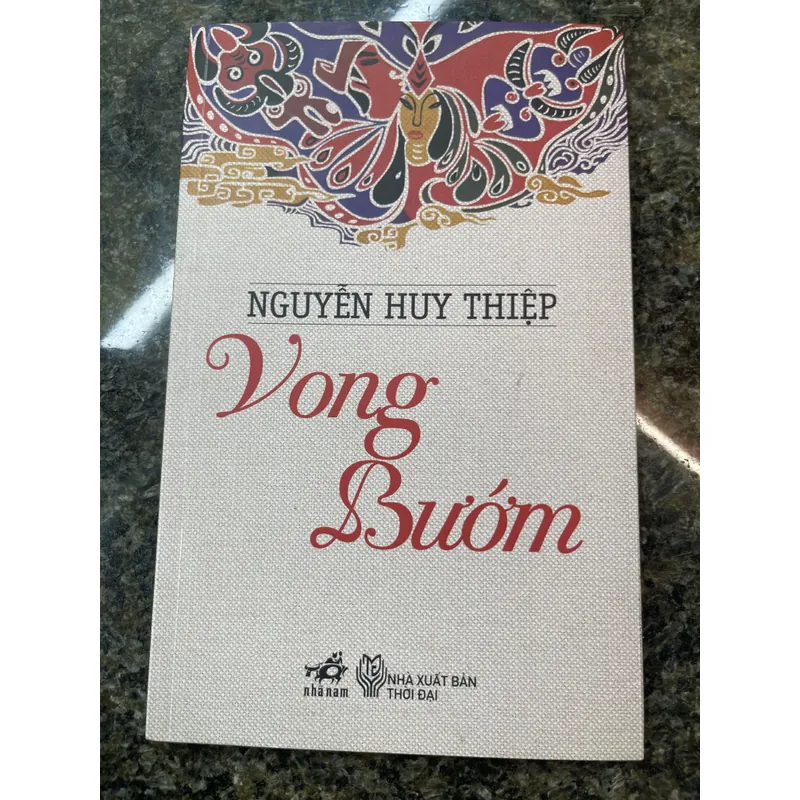 NGUYỄN HUY THIỆP
Vong
Bướm
nhã nam
NHÀ XUẤT BẢN
THỜI ĐẠI